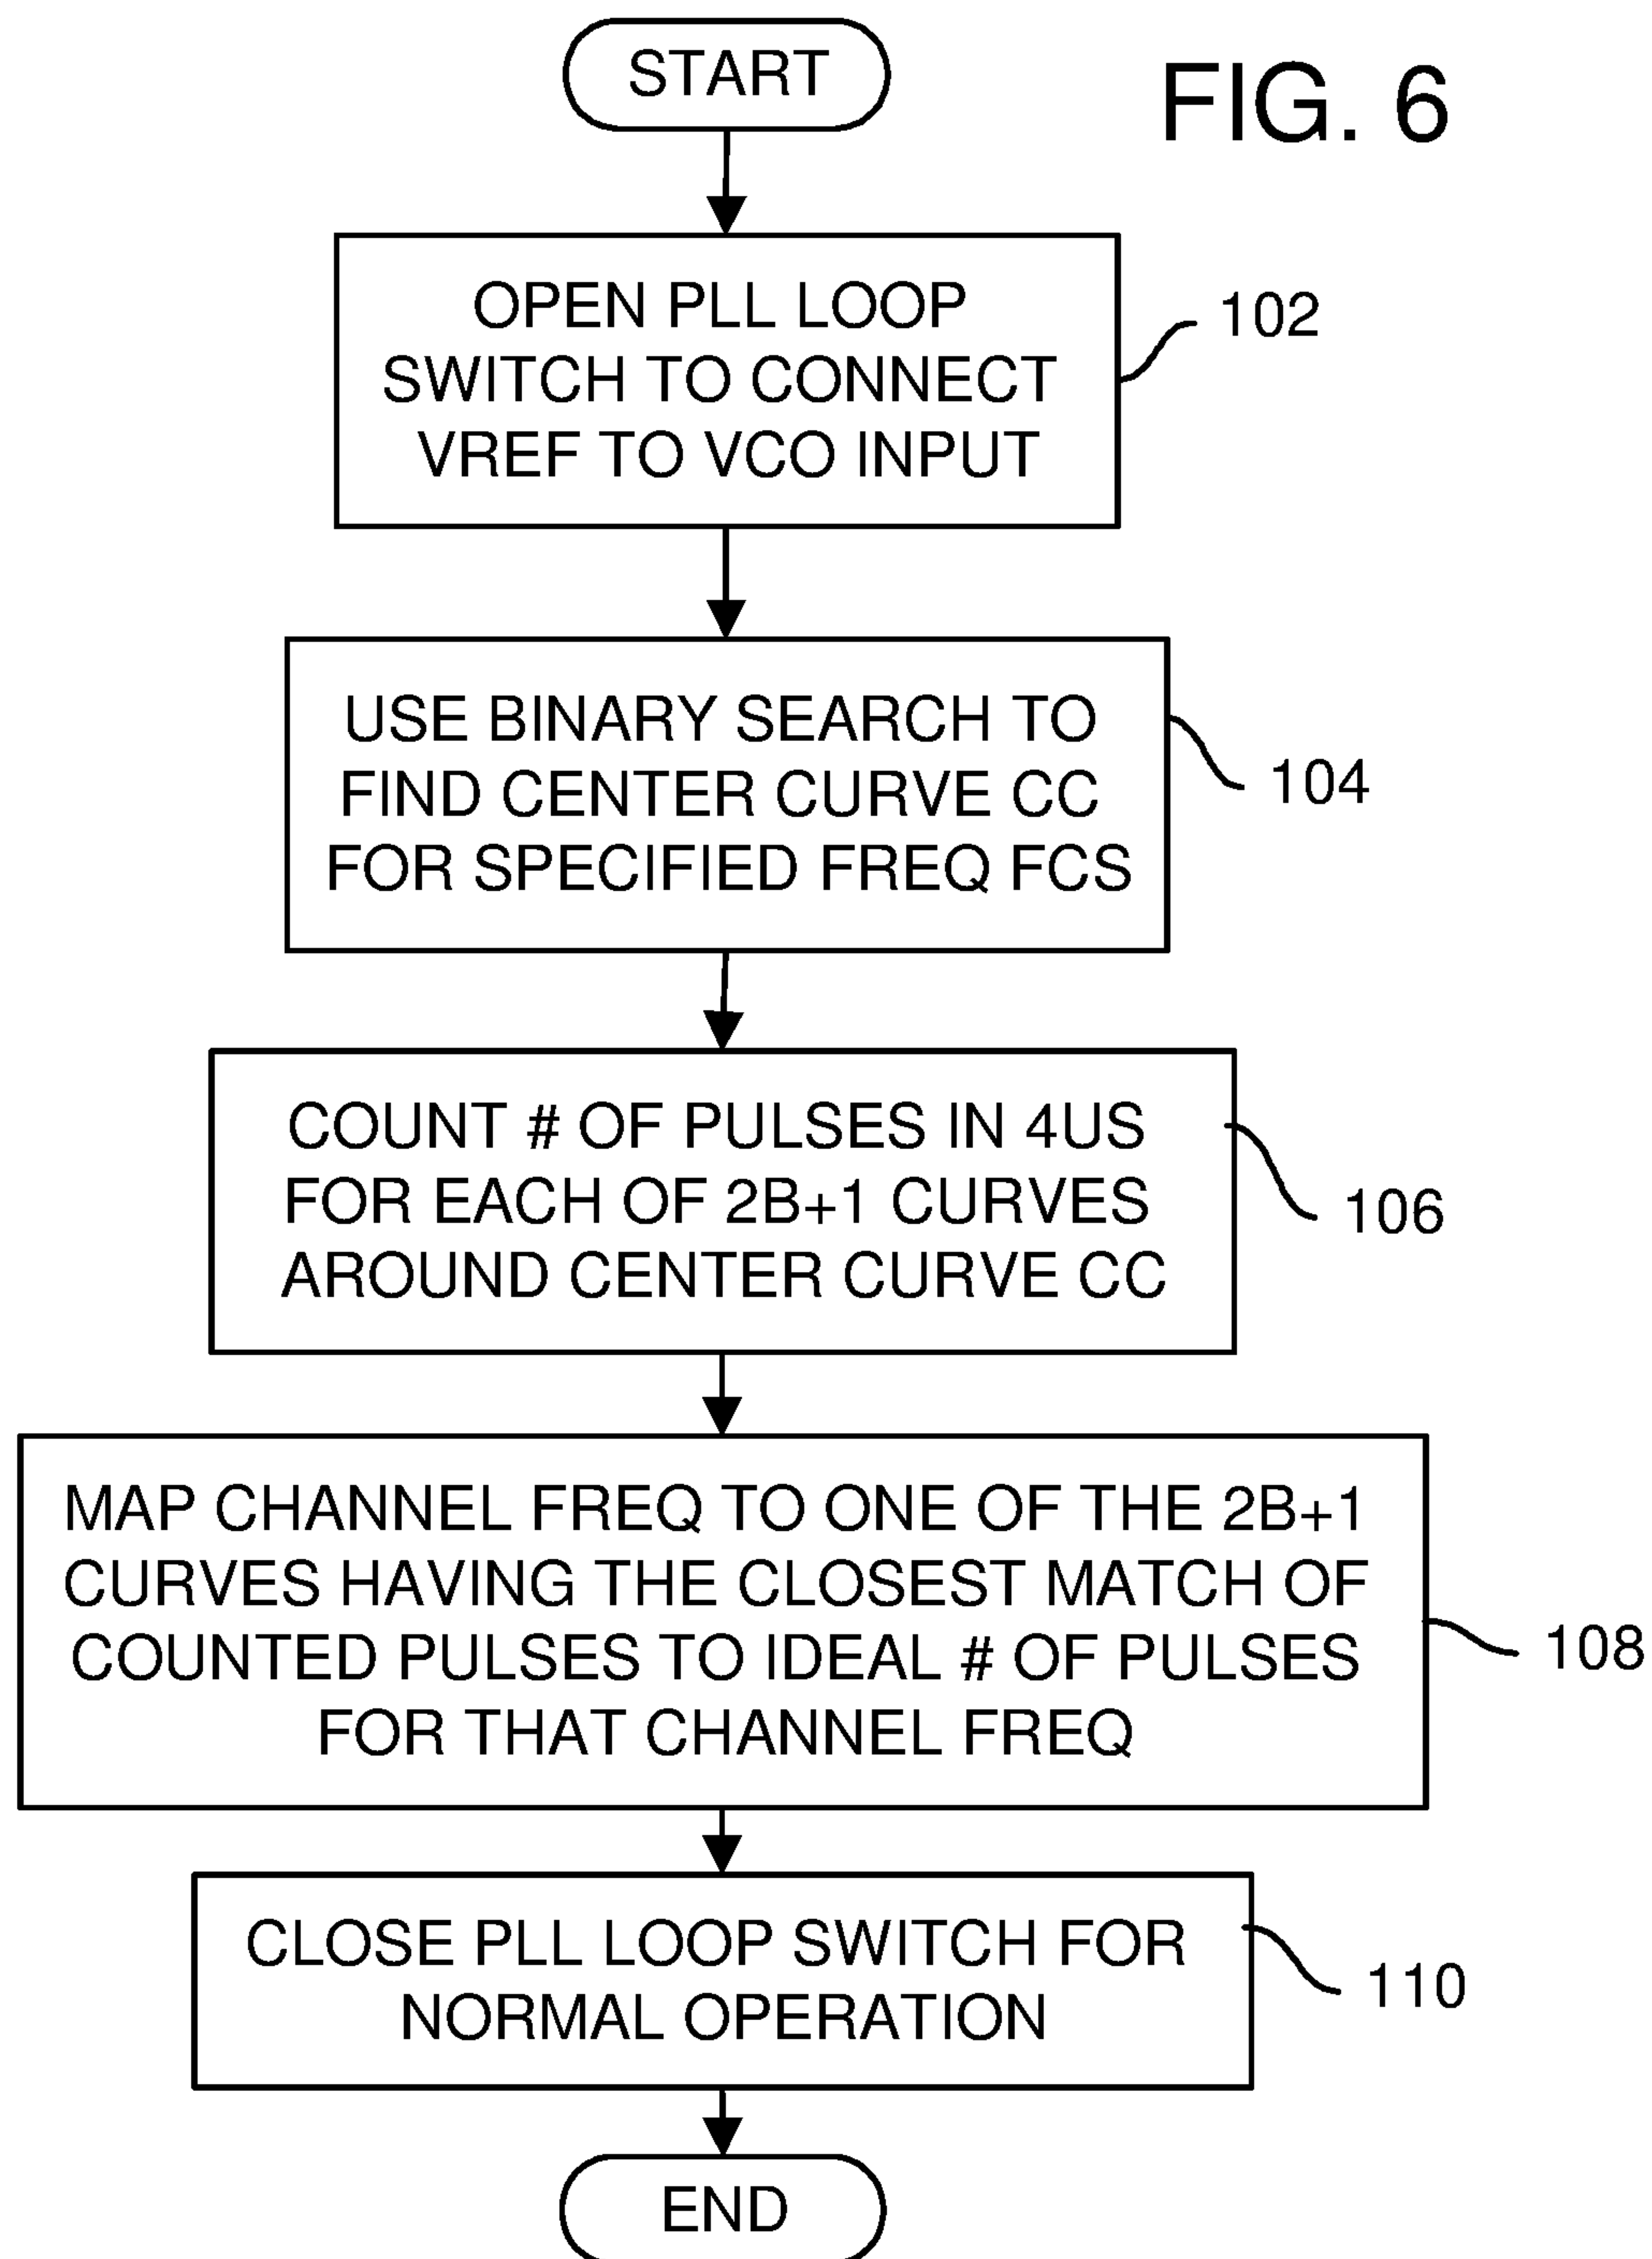 START
FIG. 6
OPEN PLL LOOP
SWITCH TO CONNECT
VREF TO VCO INPUT
102
USE BINARY SEARCH TO
FIND CENTER CURVE CC
FOR SPECIFIED FREQ FCS
104
COUNT # OF PULSES IN 4US
FOR EACH OF 2B+1 CURVES
AROUND CENTER CURVE CC
106
MAP CHANNEL FREQ TO ONE OF THE 2B+1
CURVES HAVING THE CLOSEST MATCH OF
COUNTED PULSES TO IDEAL # OF PULSES
FOR THAT CHANNEL FREQ
108
CLOSE PLL LOOP SWITCH FOR
NORMAL OPERATION
110
END